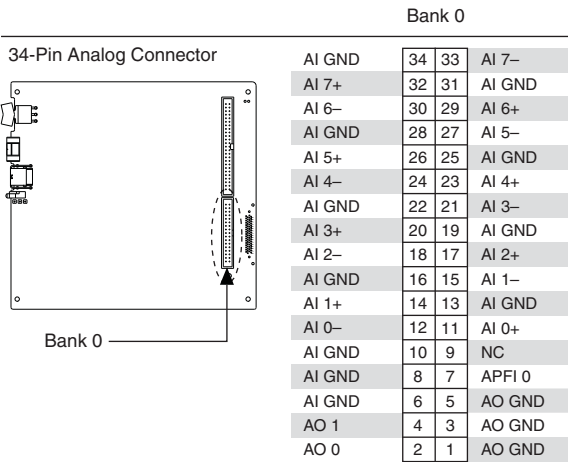 Bank 0
34-Pin Analog Connector
AI GND 34 33 AI 7–
AI 7+ 32 31 AI GND
AI 6– 30 29 AI 6+
AI GND 28 27 AI 5–
AI 5+ 26 25 AI GND
AI 4– 24 23 AI 4+
AI GND 22 21 AI 3–
AI 3+ 20 19 AI GND
AI 2– 18 17 AI 2+
AI GND 16 15 AI 1–
AI 1+ 14 13 AI GND
AI 0– 12 11 AI 0+
AI GND 10 9 NC
AI GND 8 7 APFI 0
AI GND 6 5 AO GND
AO 1 4 3 AO GND
AO 0 2 1 AO GND
Bank 0